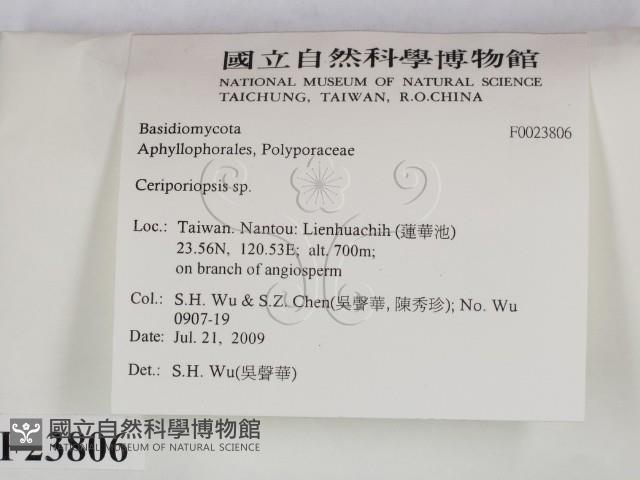 國立自然科學博物館
NATIONAL MUSEUM OF NATURAL SCIENCE
TAICHUNG, TAIWAN, R.O.CHINA
Basidiomycota F0023806
Aphyllophorales, Polyporaceae
Ceriporiopsis sp.
Loc.: Taiwan. Nantou: Lienhuachih (蓮華池)
23.56N, 120.53E; alt. 700m;
on branch of angiosperm
Col.: S.H. Wu & S.Z. Chen(吳聲華, 陳秀珍); No. Wu
0907-19
Date: Jul. 21, 2009
Det.: S.H. Wu(吳聲華)
國立自然科學博物館
NATIONAL MUSEUM OF NATURAL SCIENCE
F23806